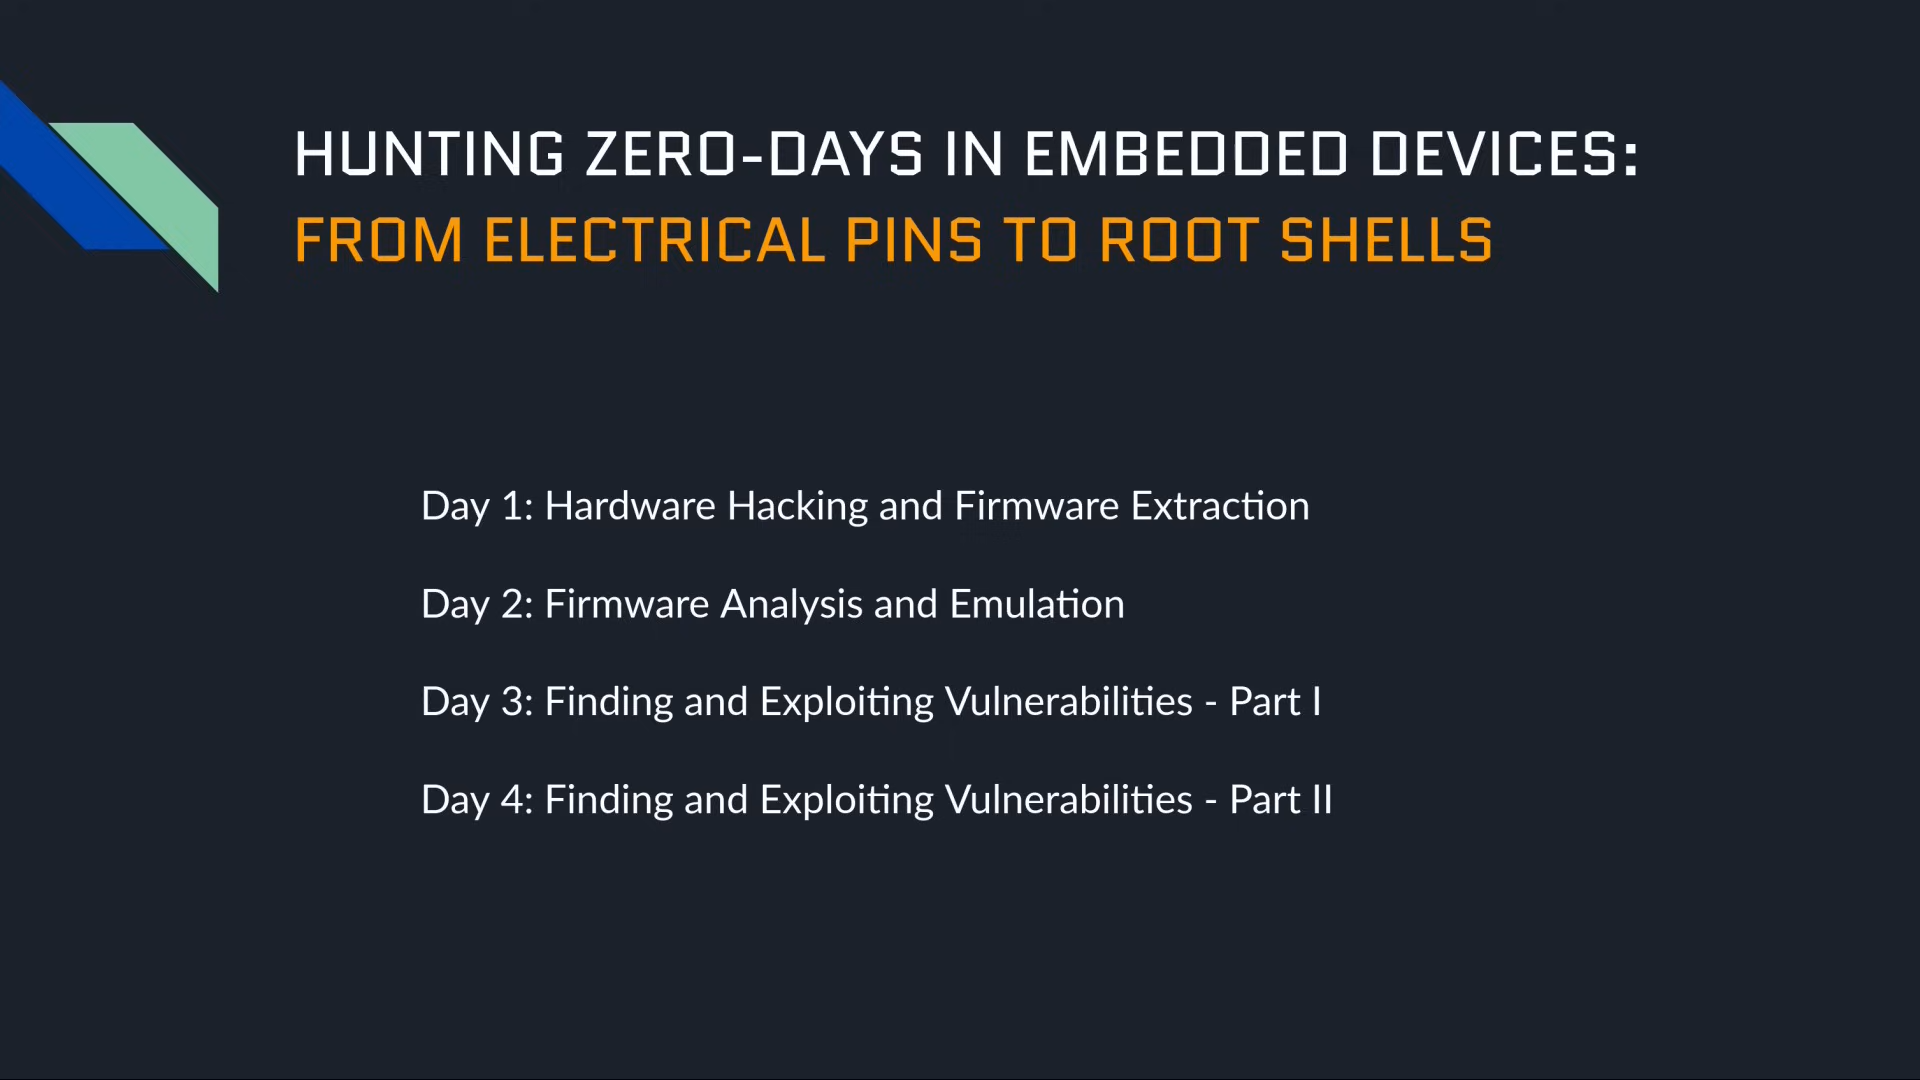 HUNTING ZERO-DAYS IN EMBEDDED DEVICES:
FROM ELECTRICAL PINS TO ROOT SHELLS
Day 1: Hardware Hacking and Firmware Extraction
Day 2: Firmware Analysis and Emulation
Day 3: Finding and Exploiting Vulnerabilities - Part I
Day 4: Finding and Exploiting Vulnerabilities - Part II